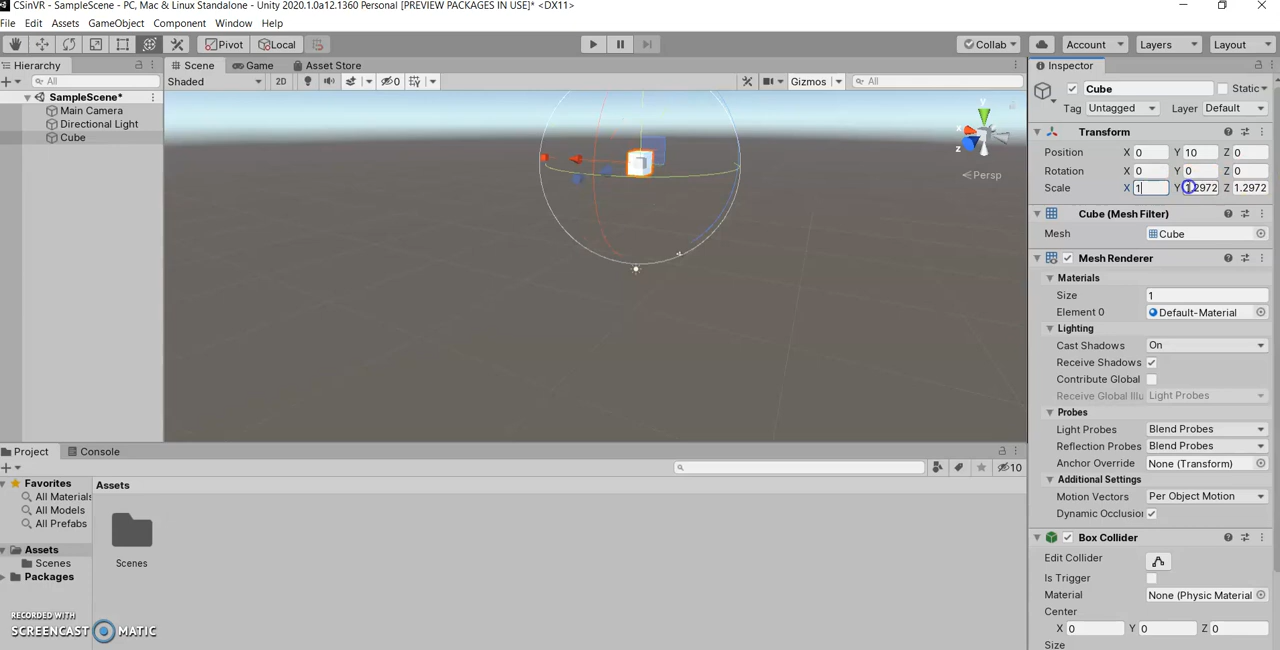 CSinVR - SampleScene - PC, Mac & Linux Standalone - Unity 2020.1.0a12.1360 Personal [PREVIEW PACKAGES IN USE]* <DX11>
File Edit Assets GameObject Component Window Help
Pivot Local Collab Account Layers Layout
Hierarchy
All
SampleScene*
Main Camera
Directional Light
Cube
Scene Game Asset Store
Shaded 2D 0 Gizmos All
y
x
z
Persp
Inspector
Cube Static
Tag Untagged Layer Default
Transform
Position X 0 Y 10 Z 0
Rotation X 0 Y 0 Z 0
Scale X 1 Y 1.2972 Z 1.2972
Cube (Mesh Filter)
Mesh Cube
Mesh Renderer
Materials
Size 1
Element 0 Default-Material
Lighting
Cast Shadows On
Receive Shadows
Contribute Global
Receive Global Illu Light Probes
Probes
Light Probes Blend Probes
Reflection Probes Blend Probes
Anchor Override None (Transform)
Additional Settings
Motion Vectors Per Object Motion
Dynamic Occlusion
Box Collider
Edit Collider
Is Trigger
Material None (Physic Material
Center
X 0 Y 0 Z 0
Size
Project Console
10
Favorites
All Materials
All Models
All Prefabs
Assets
Scenes
Packages
Assets
Scenes
RECORDED WITH
SCREENCAST MATIC